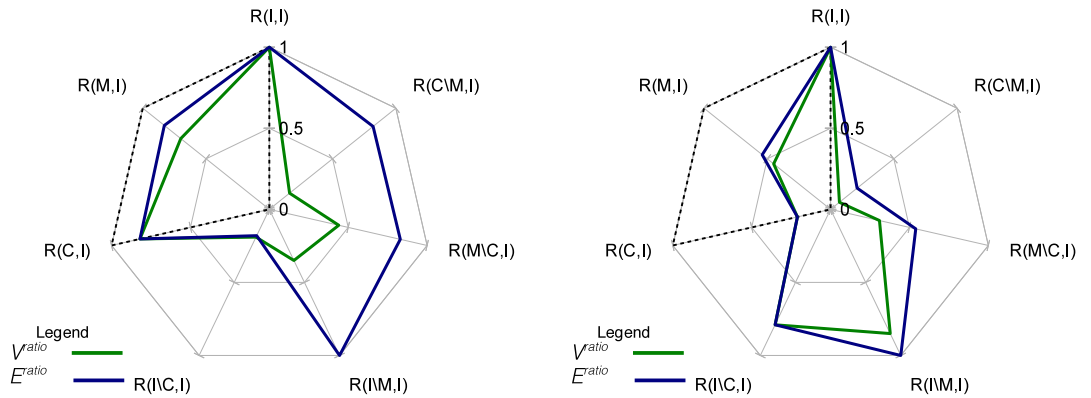 R(I,I)
1
R(M,I)
R(C\M,I)
0.5
0
R(C,I)
R(M\C,I)
Legend
V^ratio
E^ratio
R(I\C,I)
R(I\M,I)
R(I,I)
1
R(M,I)
R(C\M,I)
0.5
0
R(C,I)
R(M\C,I)
Legend
V^ratio
E^ratio
R(I\C,I)
R(I\M,I)